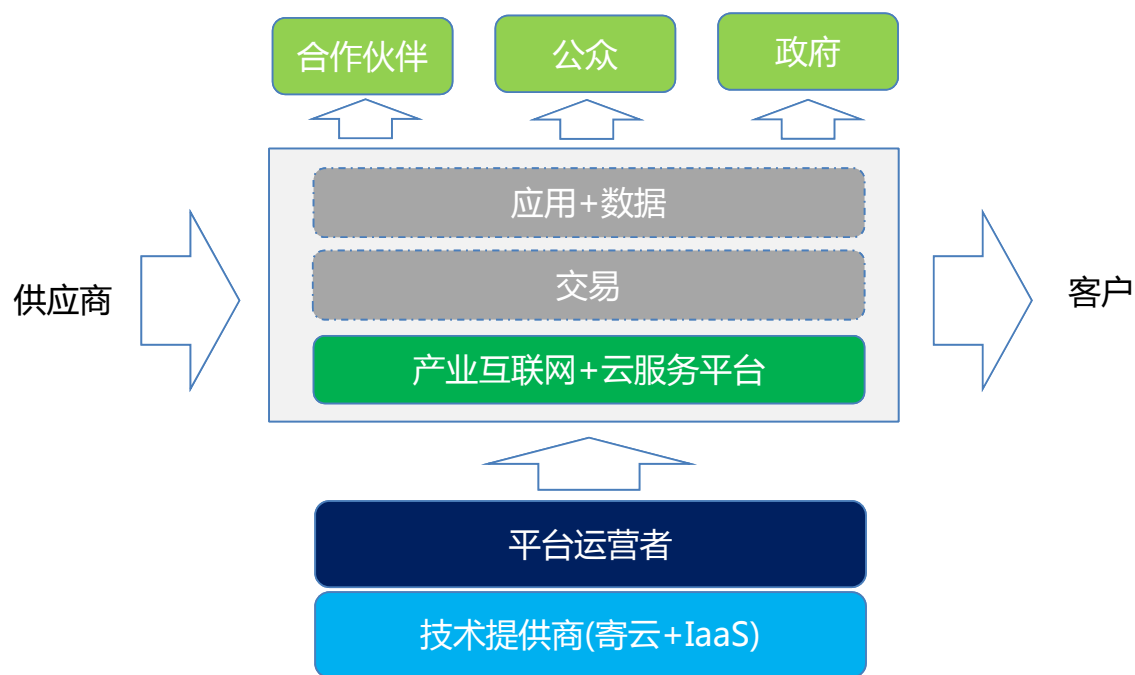 合作伙伴
公众
政府
应用+数据
交易
供应商
客户
产业互联网+云服务平台
平台运营者
技术提供商(寄云+IaaS)